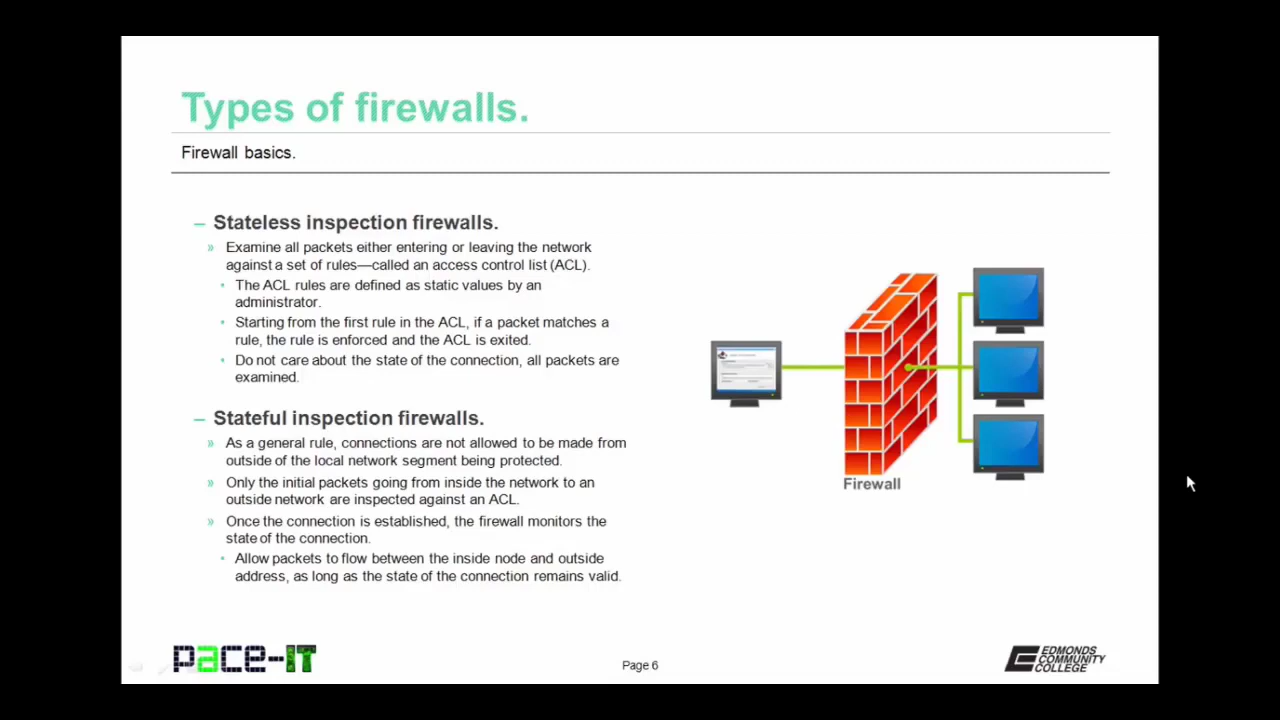 Types of firewalls.
Firewall basics.
– Stateless inspection firewalls.
» Examine all packets either entering or leaving the network
against a set of rules—called an access control list (ACL).
• The ACL rules are defined as static values by an
administrator.
• Starting from the first rule in the ACL, if a packet matches a
rule, the rule is enforced and the ACL is exited.
• Do not care about the state of the connection, all packets are
examined.
– Stateful inspection firewalls.
» As a general rule, connections are not allowed to be made from
outside of the local network segment being protected.
» Only the initial packets going from inside the network to an
outside network are inspected against an ACL.
» Once the connection is established, the firewall monitors the
state of the connection.
• Allow packets to flow between the inside node and outside
address, as long as the state of the connection remains valid.
Firewall
pace-IT
Page 6
EDMONDS
COMMUNITY
COLLEGE